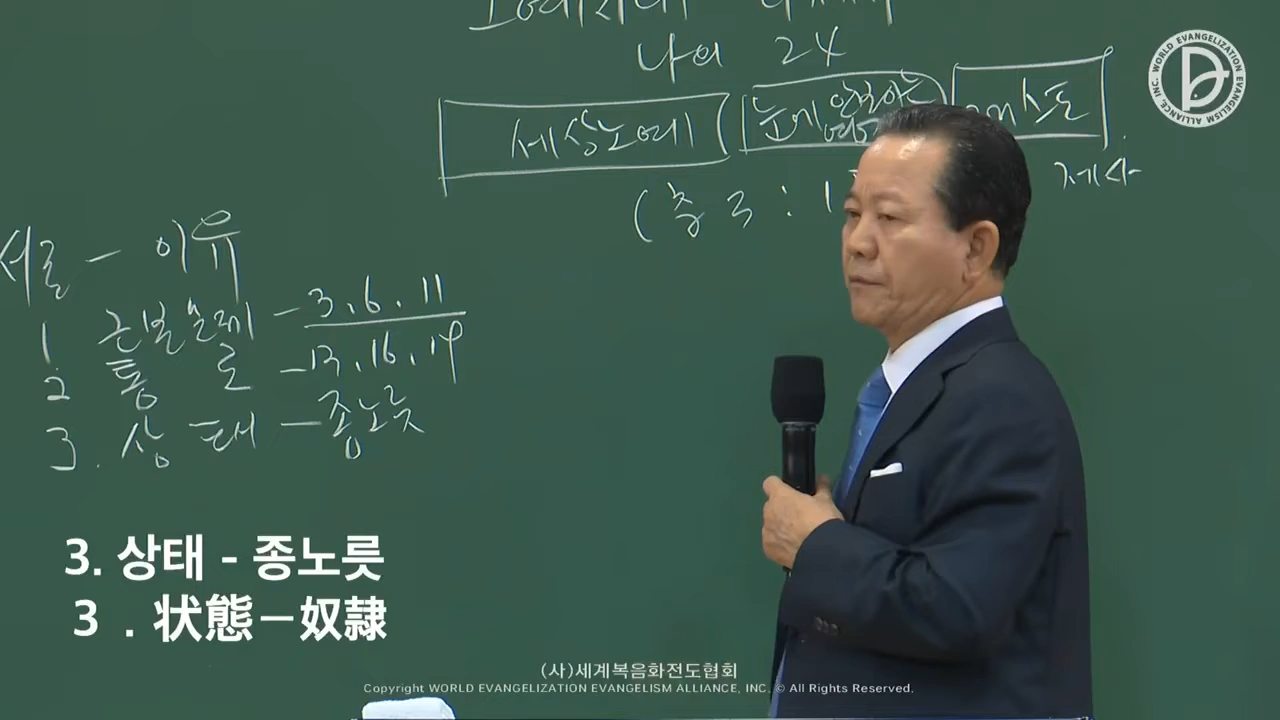 나의 24
세상노예
눈에
제사
서론 - 이유
1 근본문제 - 3, 6, 11
2 통로 - 13, 16, 19
3. 상태 - 종노릇
3. 상태 - 종노릇
3．状態－奴隷
(사)세계복음화전도협회
Copyright WORLD EVANGELIZATION EVANGELISM ALLIANCE, INC. © All Rights Reserved.
WORLD EVANGELIZATION EVANGELISM ALLIANCE, INC.